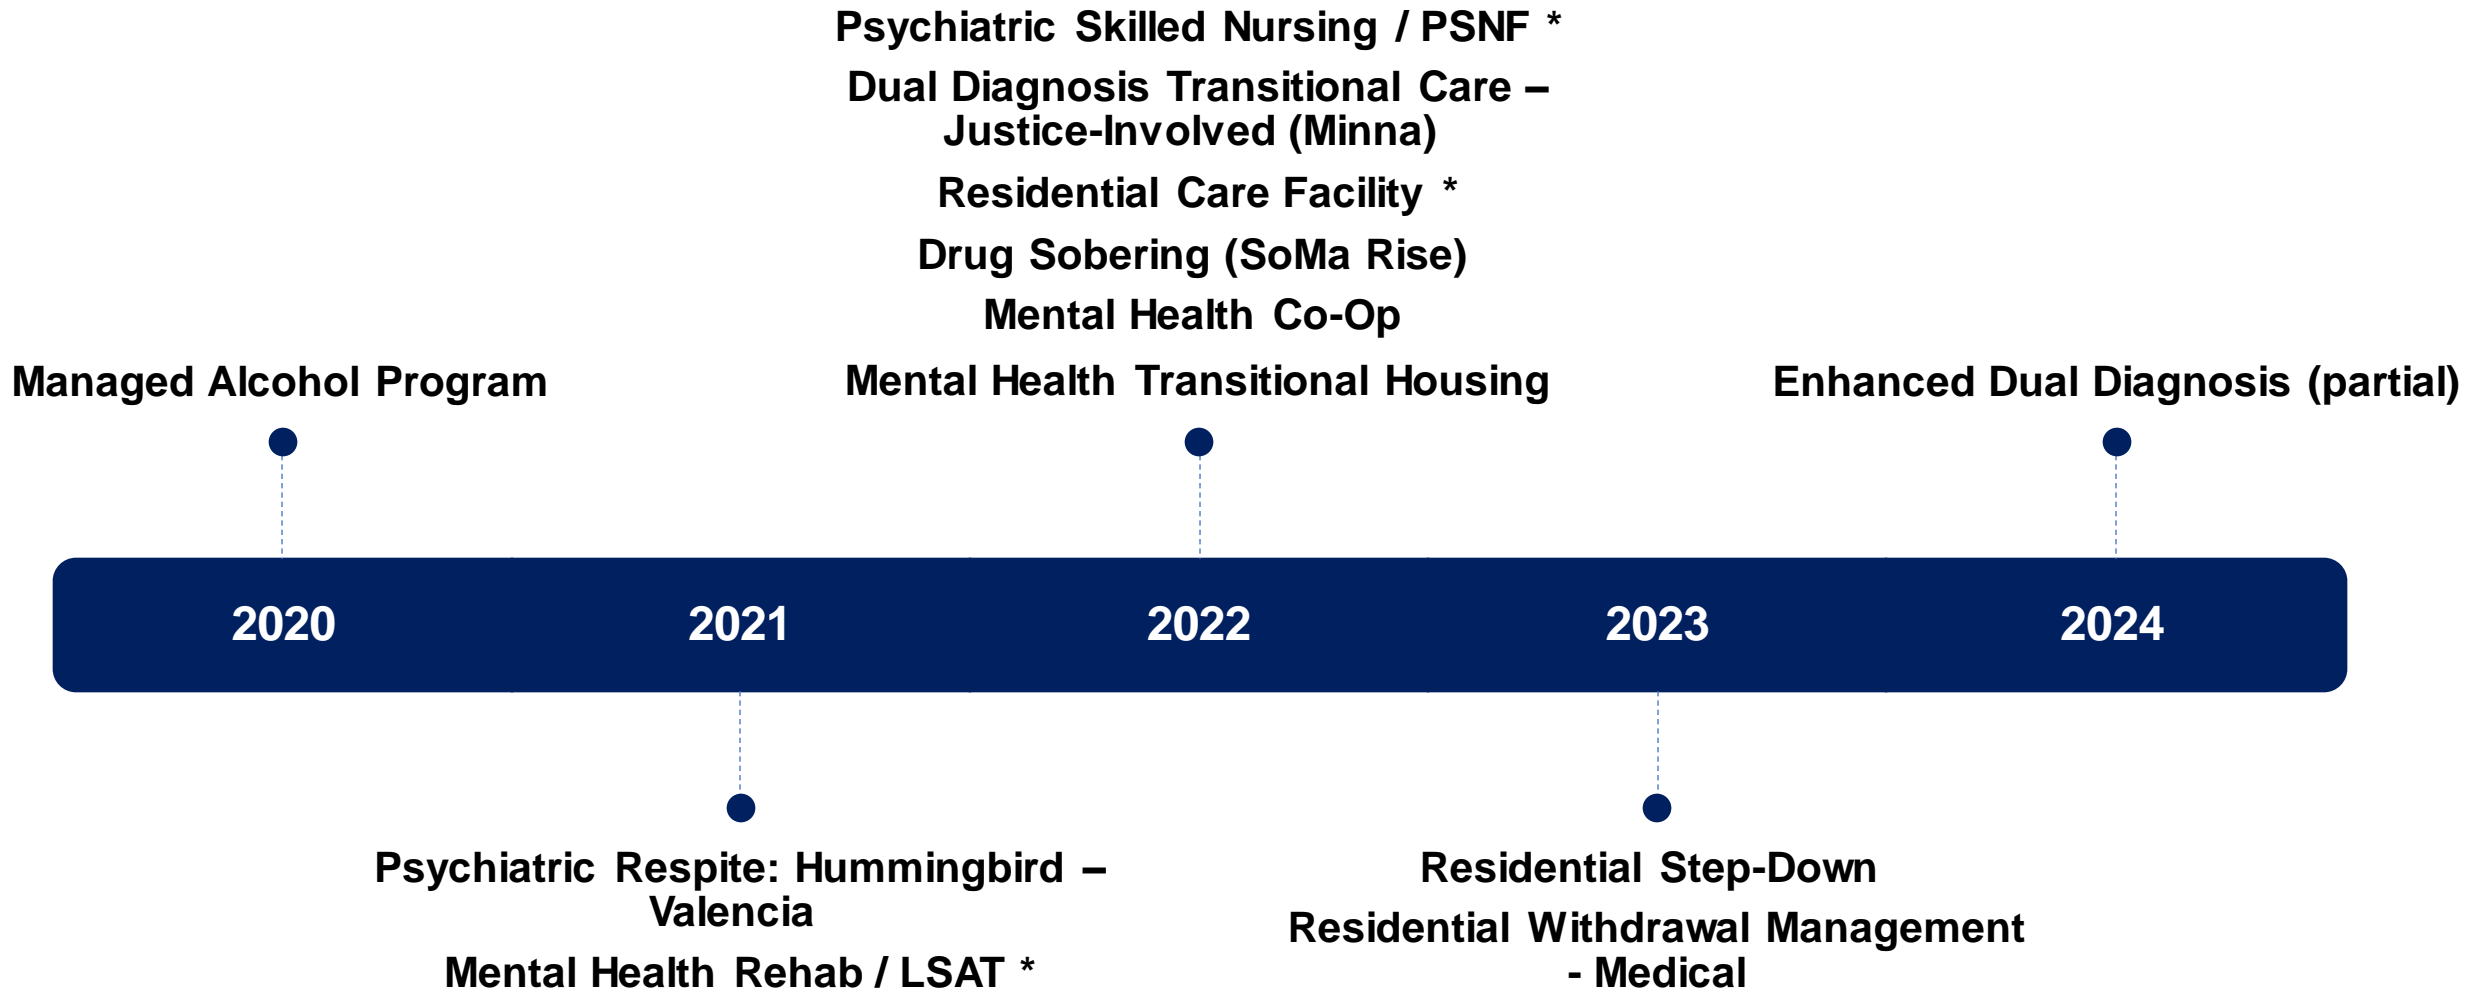 Psychiatric Skilled Nursing / PSNF *
Dual Diagnosis Transitional Care –
Justice-Involved (Minna)
Residential Care Facility *
Drug Sobering (SoMa Rise)
Mental Health Co-Op
Managed Alcohol Program
Mental Health Transitional Housing
Enhanced Dual Diagnosis (partial)
2020
2021
2022
2023
2024
Psychiatric Respite: Hummingbird –
Valencia
Mental Health Rehab / LSAT *
Residential Step-Down
Residential Withdrawal Management
- Medical